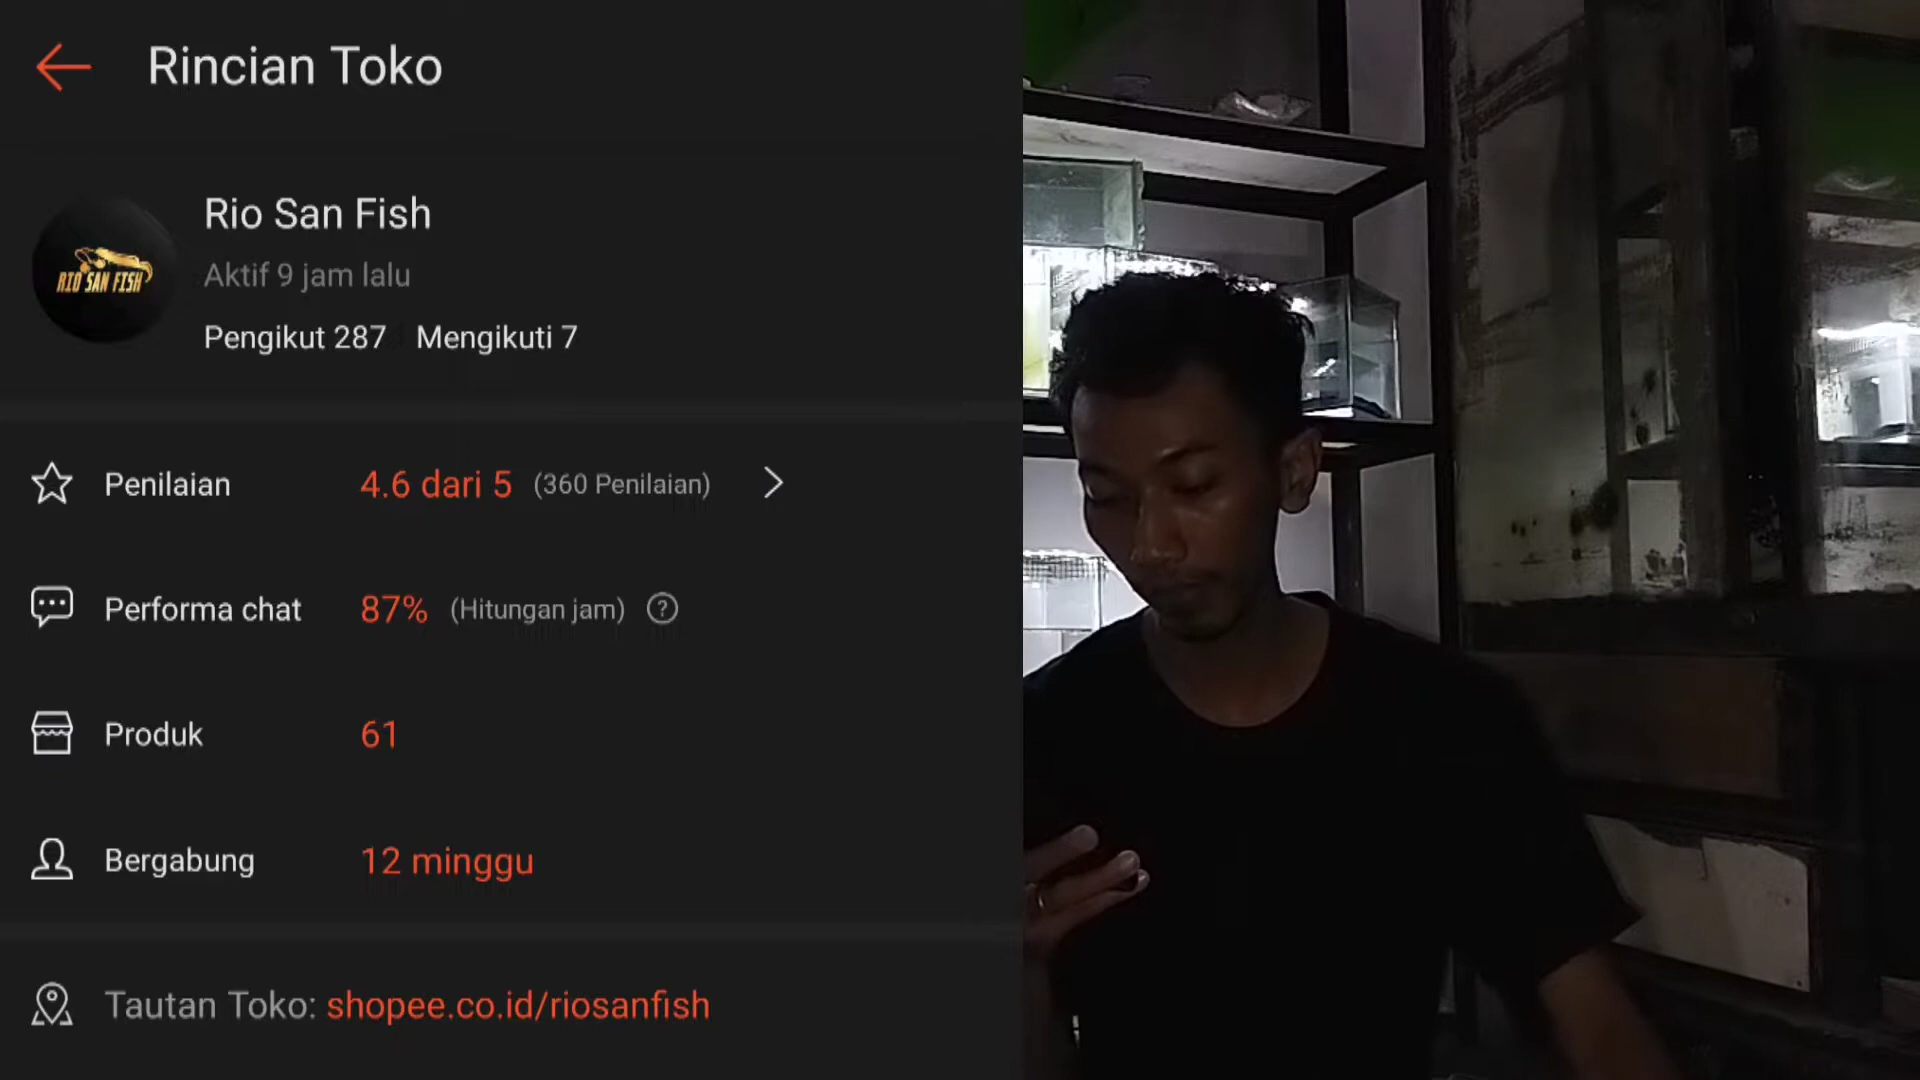 Rincian Toko
Rio San Fish
Aktif 9 jam lalu
Pengikut 287 Mengikuti 7
RIO SAN FISH
Penilaian 4.6 dari 5 (360 Penilaian)
Performa chat 87% (Hitungan jam) ?
Produk 61
Bergabung 12 minggu
Tautan Toko: shopee.co.id/riosanfish